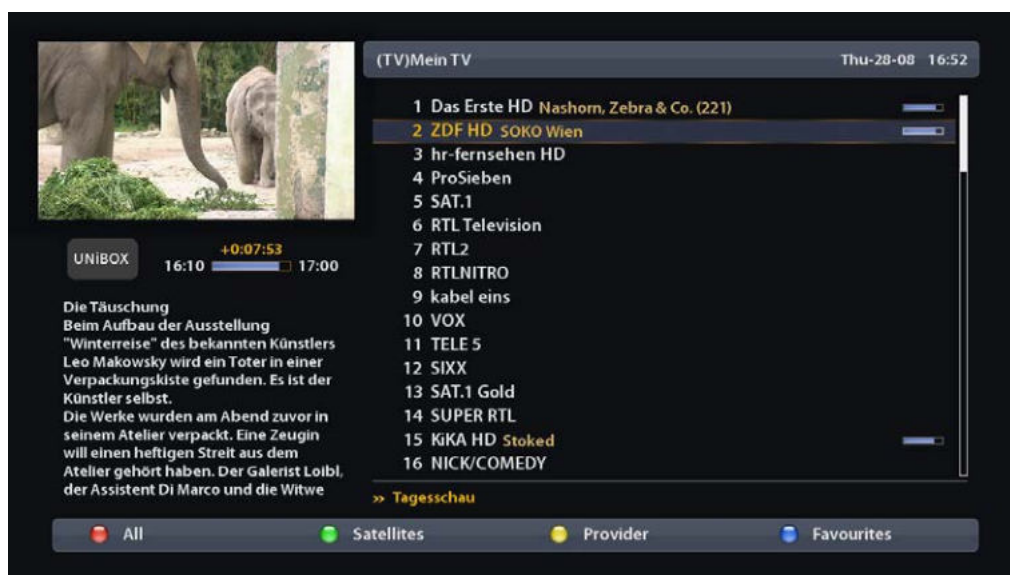 (TV)Mein TV Thu-28-08 16:52
1 Das Erste HD Nashorn, Zebra & Co. (221)
2 ZDF HD SOKO Wien
3 hr-fernsehen HD
4 ProSieben
5 SAT.1
6 RTL Television
7 RTL2
8 RTLNITRO
9 kabel eins
10 VOX
11 TELE 5
12 SIXX
13 SAT.1 Gold
14 SUPER RTL
15 KiKA HD Stoked
16 NICK/COMEDY
» Tagesschau
UNiBOX
+0:07:53
16:10 17:00
Die Täuschung
Beim Aufbau der Ausstellung
"Winterreise" des bekannten Künstlers
Leo Makowsky wird ein Toter in einer
Verpackungskiste gefunden. Es ist der
Künstler selbst.
Die Werke wurden am Abend zuvor in
seinem Atelier verpackt. Eine Zeugin
will einen heftigen Streit aus dem
Atelier gehört haben. Der Galerist Loibl,
der Assistent Di Marco und die Witwe
All Satellites Provider Favourites